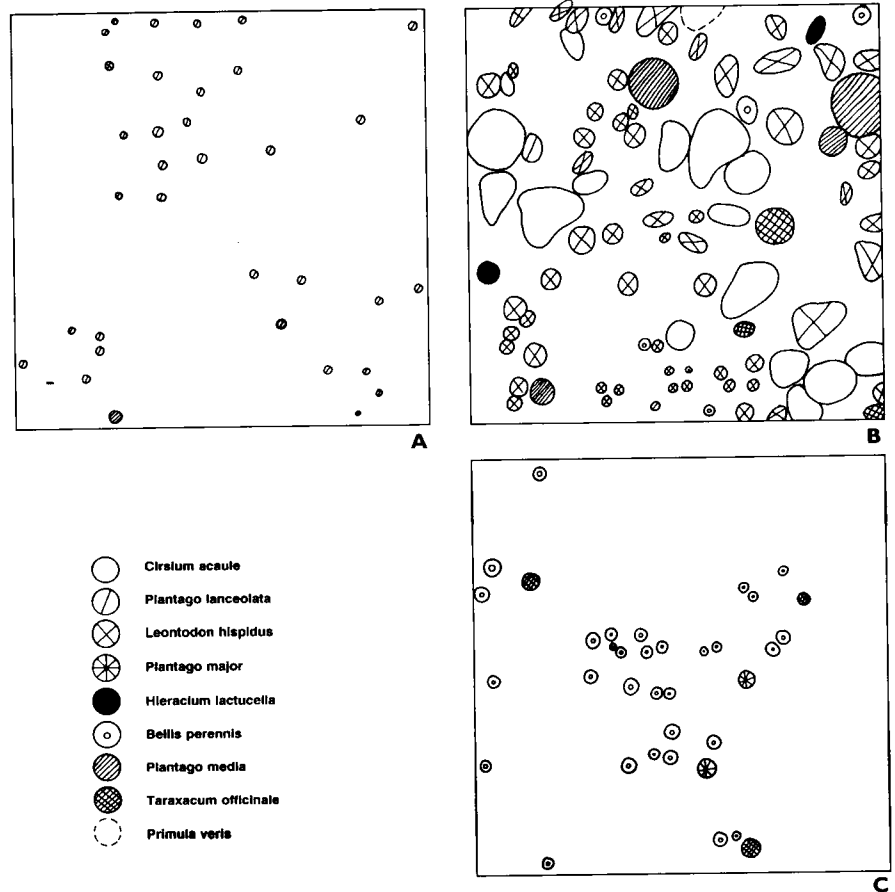 A
B
Cirsium acaule
Plantago lanceolata
Leontodon hispidus
Plantago major
Hieracium lactucella
Bellis perennis
Plantago media
Taraxacum officinale
Primula veris
C